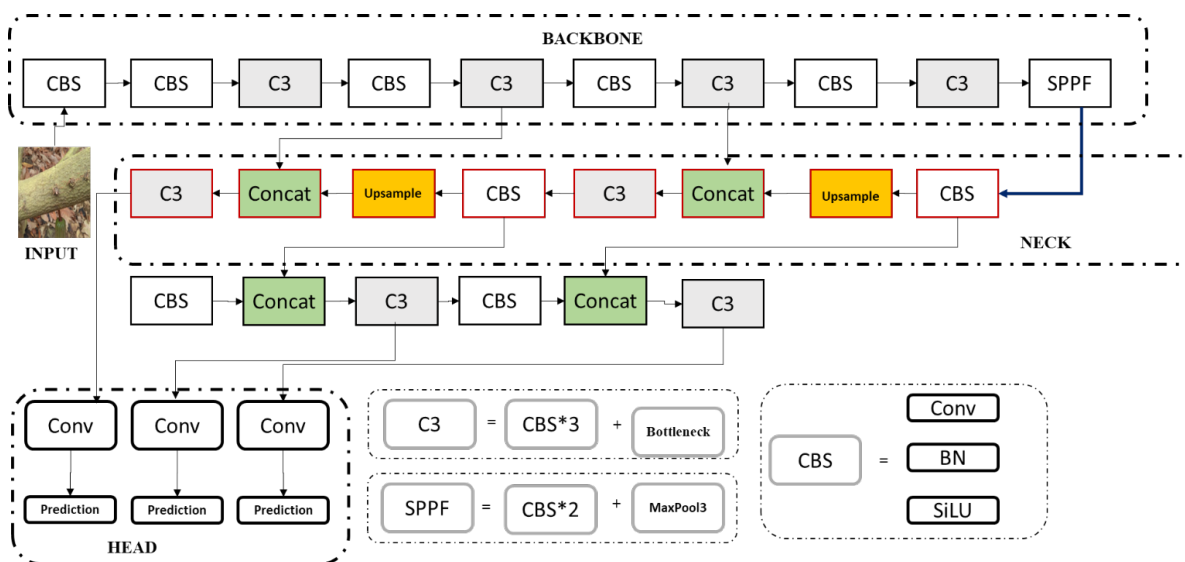 BACKBONE
CBS CBS C3 CBS C3 CBS C3 CBS C3 SPPF
C3 Concat Upsample CBS C3 Concat Upsample CBS
INPUT
NECK
CBS Concat C3 CBS Concat C3
Conv Conv Conv
Prediction Prediction Prediction
HEAD
C3 = CBS*3 + Bottleneck
SPPF = CBS*2 + MaxPool3
Conv
CBS = BN
SiLU